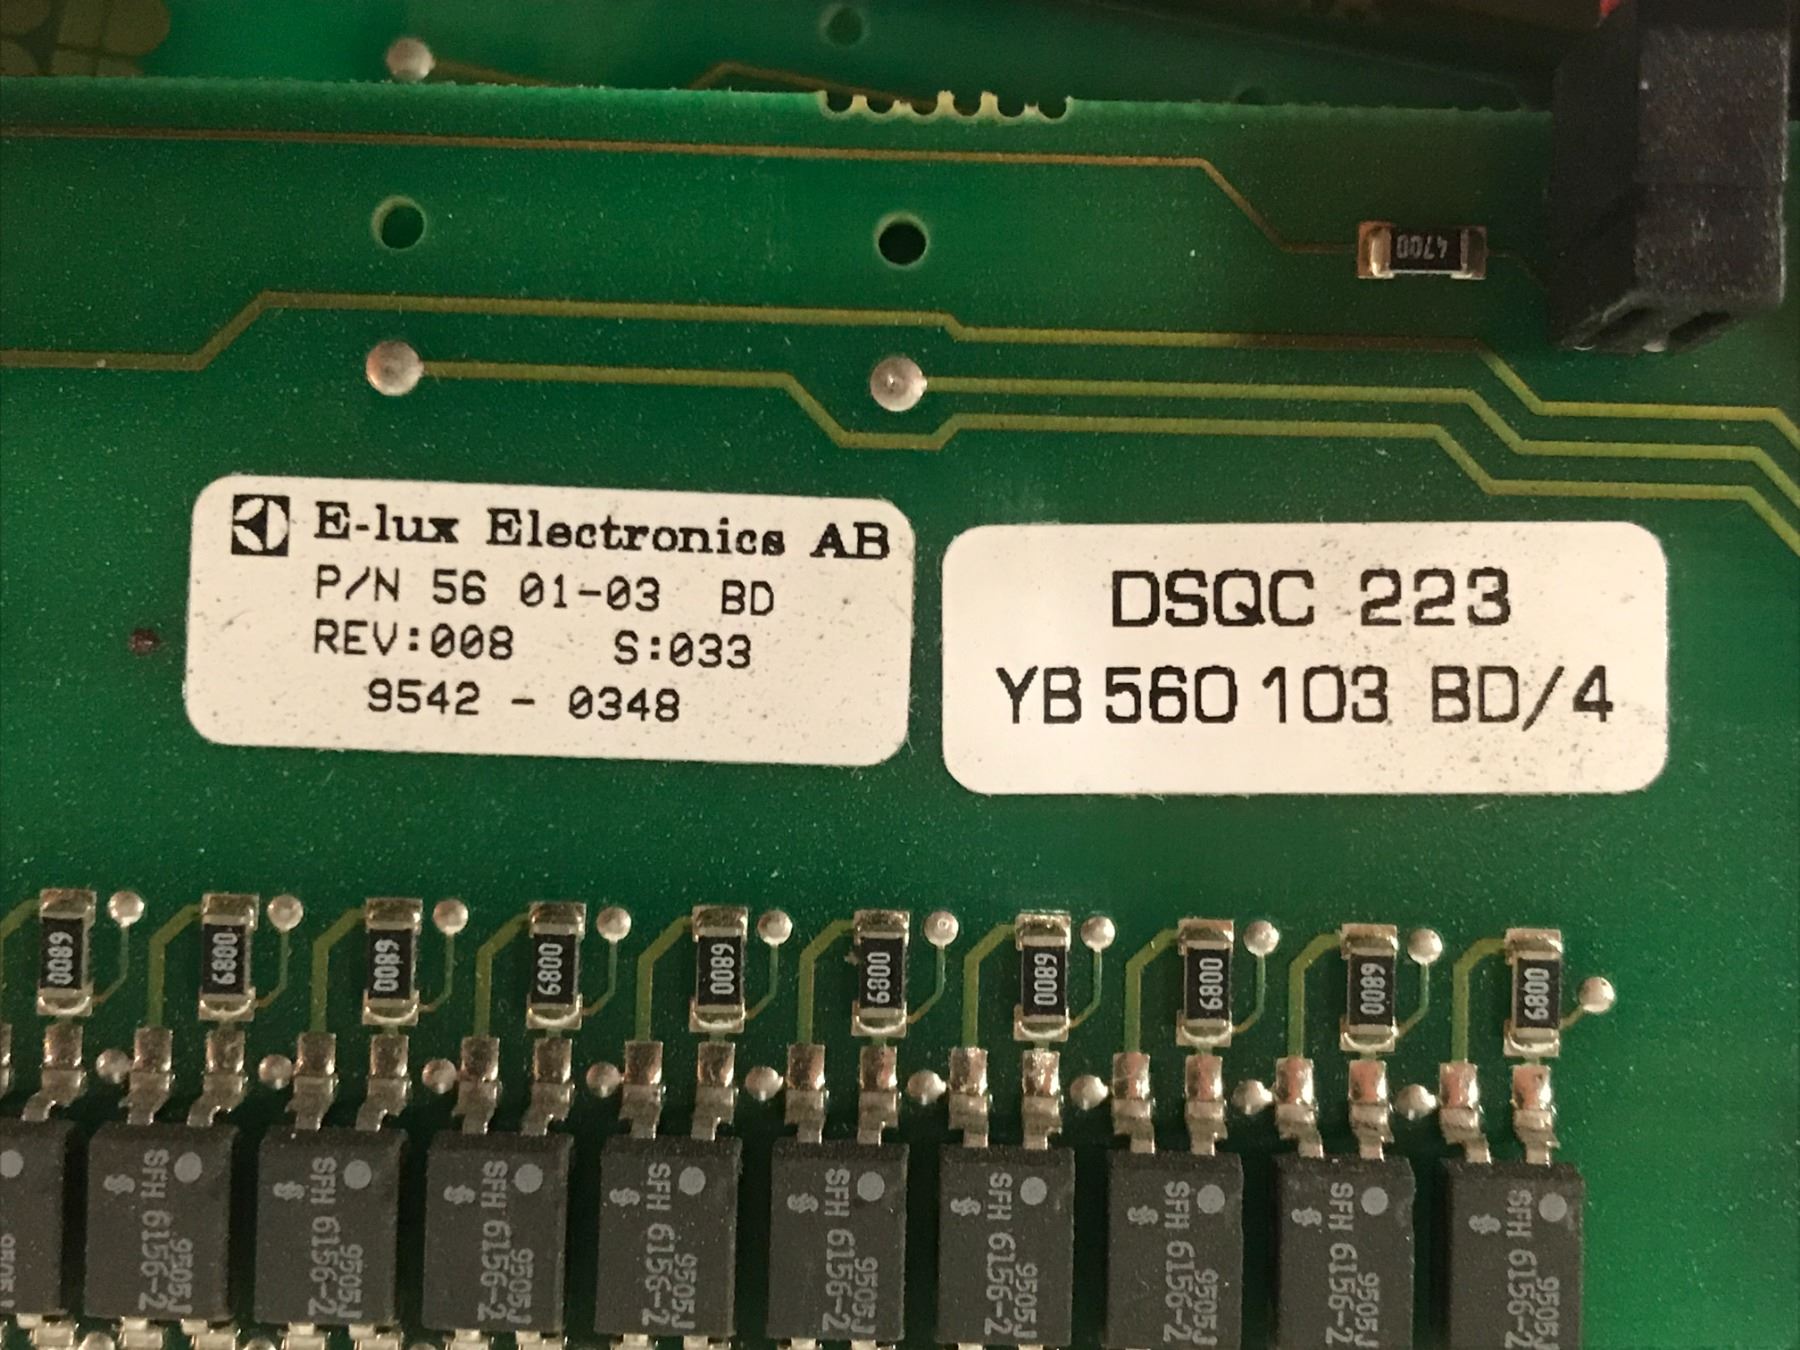 4700
E-lux Electronics AB
P/N 56 01-03 BD
REV:008 S:033
9542 - 0348
DSQC 223
YB 560 103 BD/4
6800 6800 6800 6800 6800 6800 6800 6800 6800 6800
9505J
SFH 6156-2
9505J
SFH 6156-2
9505J
SFH 6156-2
9505J
SFH 6156-2
9505J
SFH 6156-2
9505J
SFH 6156-2
9505J
SFH 6156-2
9505J
SFH 6156-2
9505J
SFH 6156-2
9505J